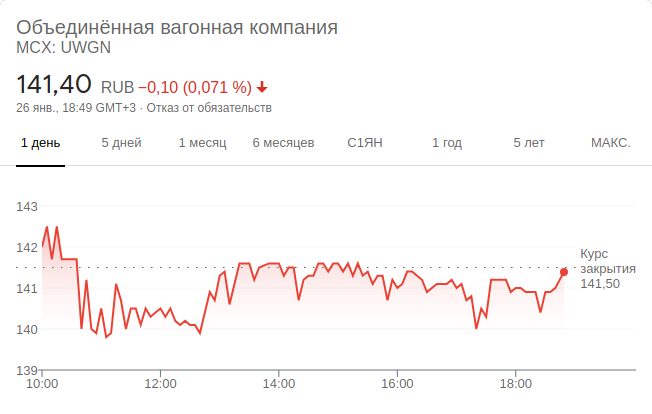 Объединённая вагонная компания
MCX: UWGN
141,40 RUB −0,10 (0,071 %)
26 янв., 18:49 GMT+3 · Отказ от обязательств
1 день 5 дней 1 месяц 6 месяцев С1ЯН 1 год 5 лет МАКС.
143
142
141
140
139
Курс
закрытия
141,50
10:00 12:00 14:00 16:00 18:00